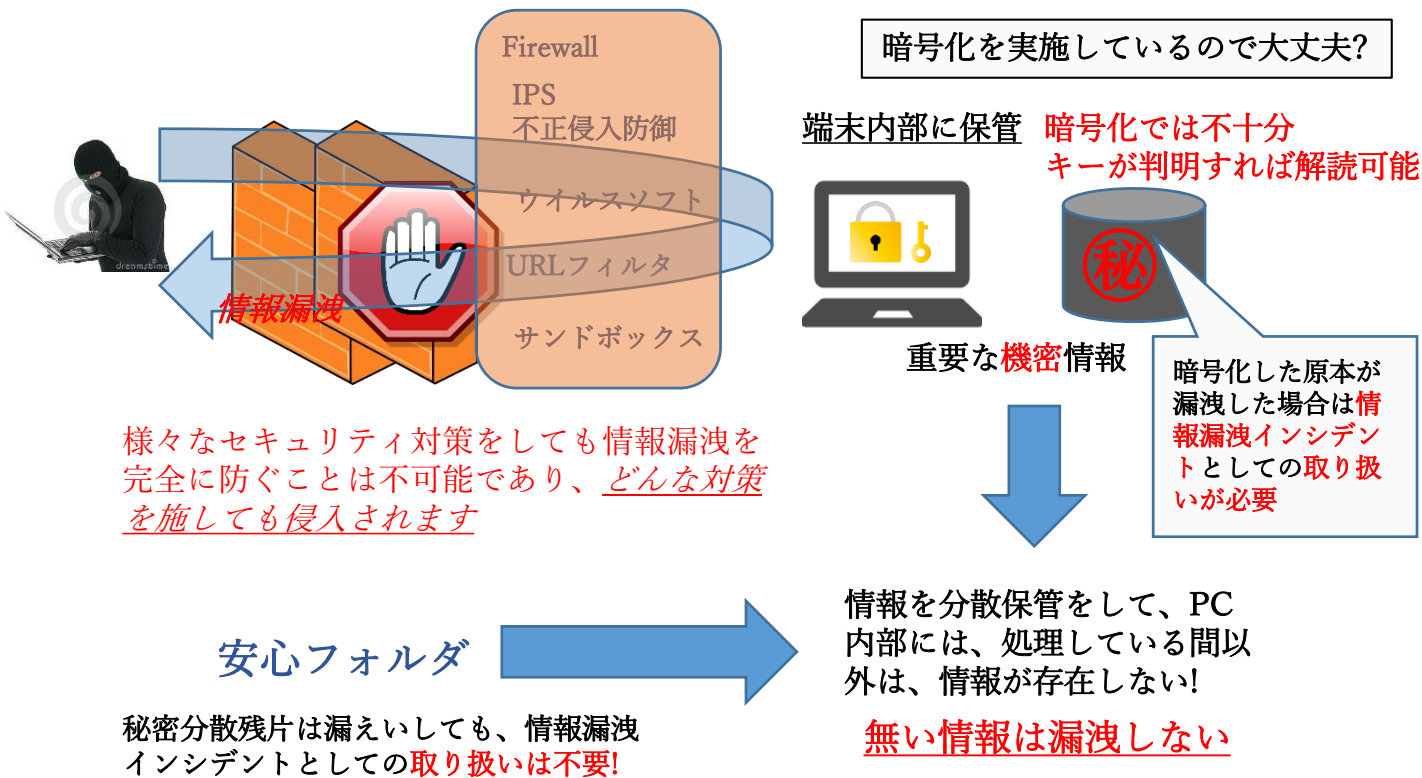 Firewall
IPS
不正侵入防御
ウイルスソフト
URLフィルタ
サンドボックス
情報漏洩
dreamstime
様々なセキュリティ対策をしても情報漏洩を
完全に防ぐことは不可能であり、どんな対策
を施しても侵入されます
暗号化を実施しているので大丈夫?
端末内部に保管
暗号化では不十分
キーが判明すれば解読可能
秘
重要な機密情報
暗号化した原本が
漏洩した場合は情
報漏洩インシデン
トとしての取り扱
いが必要
安心フォルダ
秘密分散残片は漏えいしても、情報漏洩
インシデントとしての取り扱いは不要!
情報を分散保管をして、PC
内部には、処理している間以
外は、情報が存在しない!
無い情報は漏洩しない